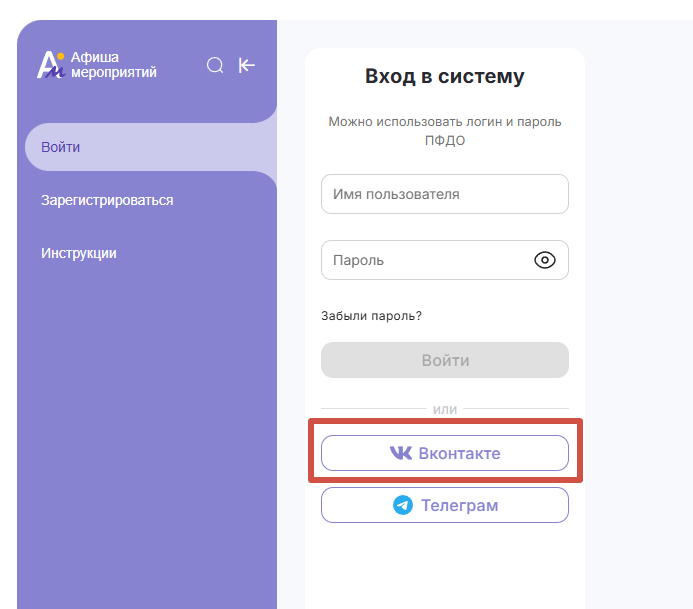 Афиша
мероприятий
Войти
Зарегистрироваться
Инструкции
Вход в систему
Можно использовать логин и пароль
ПФДО
Имя пользователя
Пароль
Забыли пароль?
Войти
или
Вконтакте
Телеграм